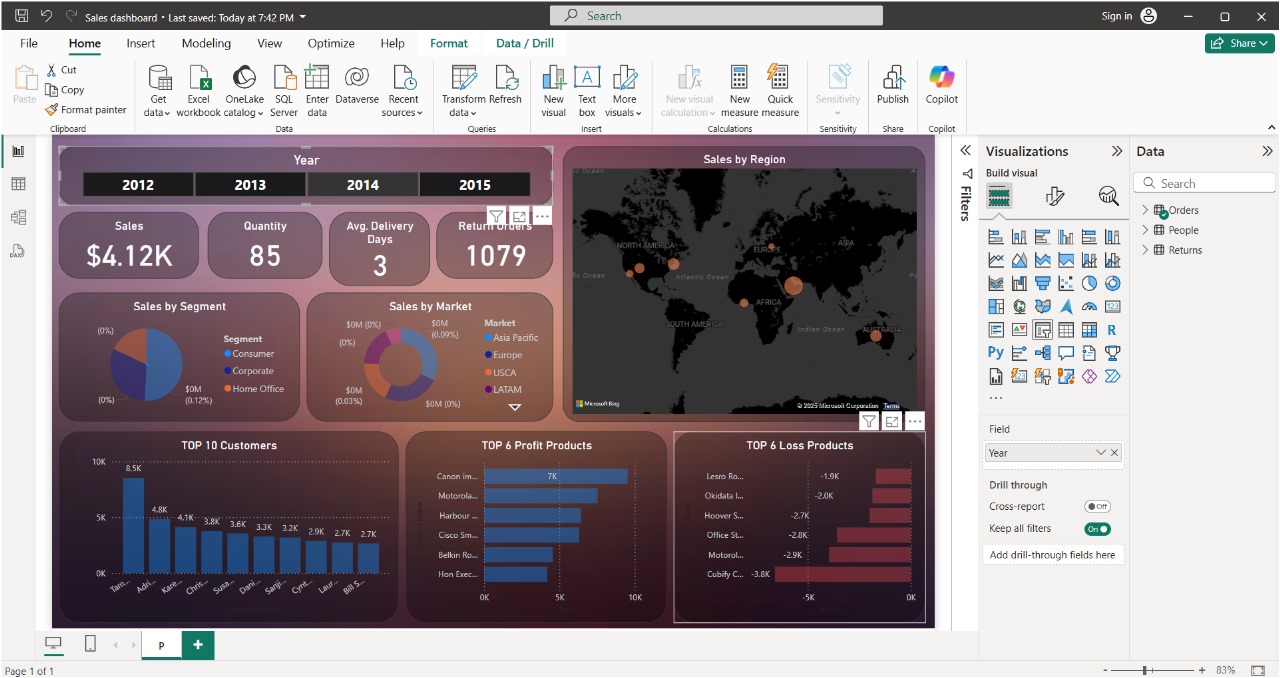 Sales dashboard • Last saved: Today at 7:42 PM
Search
Sign in
File Home Insert Modeling View Optimize Help Format Data / Drill
Share
Paste
Cut
Copy
Format painter
Clipboard
Get data
Excel workbook
OneLake catalog
SQL Server
Enter data
Dataverse
Recent sources
Data
Transform data
Refresh
Queries
New visual
Text box
More visuals
Insert
New visual calculation
New measure
Quick measure
Calculations
Sensitivity
Sensitivity
Publish
Share
Copilot
Copilot
Year
2012 2013 2014 2015
Sales
$4.12K
Quantity
85
Avg. Delivery
Days
3
Return Orders
1079
Sales by Segment
(0%)
(0%)
$0M
(0.12%)
Segment
Consumer
Corporate
Home Office
Sales by Market
$0M (0%)
(0%)
$0M
(0.03%)
$0M
(0.09%)
$0M (0%)
Market
Asia Pacific
Europe
USCA
LATAM
Sales by Region
NORTH AMERICA
EUROPE
ASIA
Atlantic Ocean
AFRICA
SOUTH AMERICA
Indian Ocean
AUSTRALIA
Microsoft Bing
© 2025 Microsoft Corporation Terms
TOP 10 Customers
10K
5K
0K
8.5K 4.8K 4.1K 3.8K 3.6K 3.3K 3.2K 2.9K 2.7K 2.7K
Tam... Adri... Kare... Chris... Susa... Dani... Sanj... Cynt... Laur... Bill S...
TOP 6 Profit Products
Canon im... 7K
Motorola...
Harbour ...
Cisco Sm...
Belkin Ro...
Hon Exec...
0K 5K 10K
TOP 6 Loss Products
Lesro Ro... -1.9K
Okidata I... -2.0K
Hoover S... -2.7K
Office St... -2.8K
Motorol... -2.9K
Cubify C... -3.8K
-5K 0K
Filters
Visualizations
Build visual
R
Py
Field
Year
Drill through
Cross-report Off
Keep all filters On
Add drill-through fields here
Data
Search
Orders
People
Returns
P
Page 1 of 1
83%